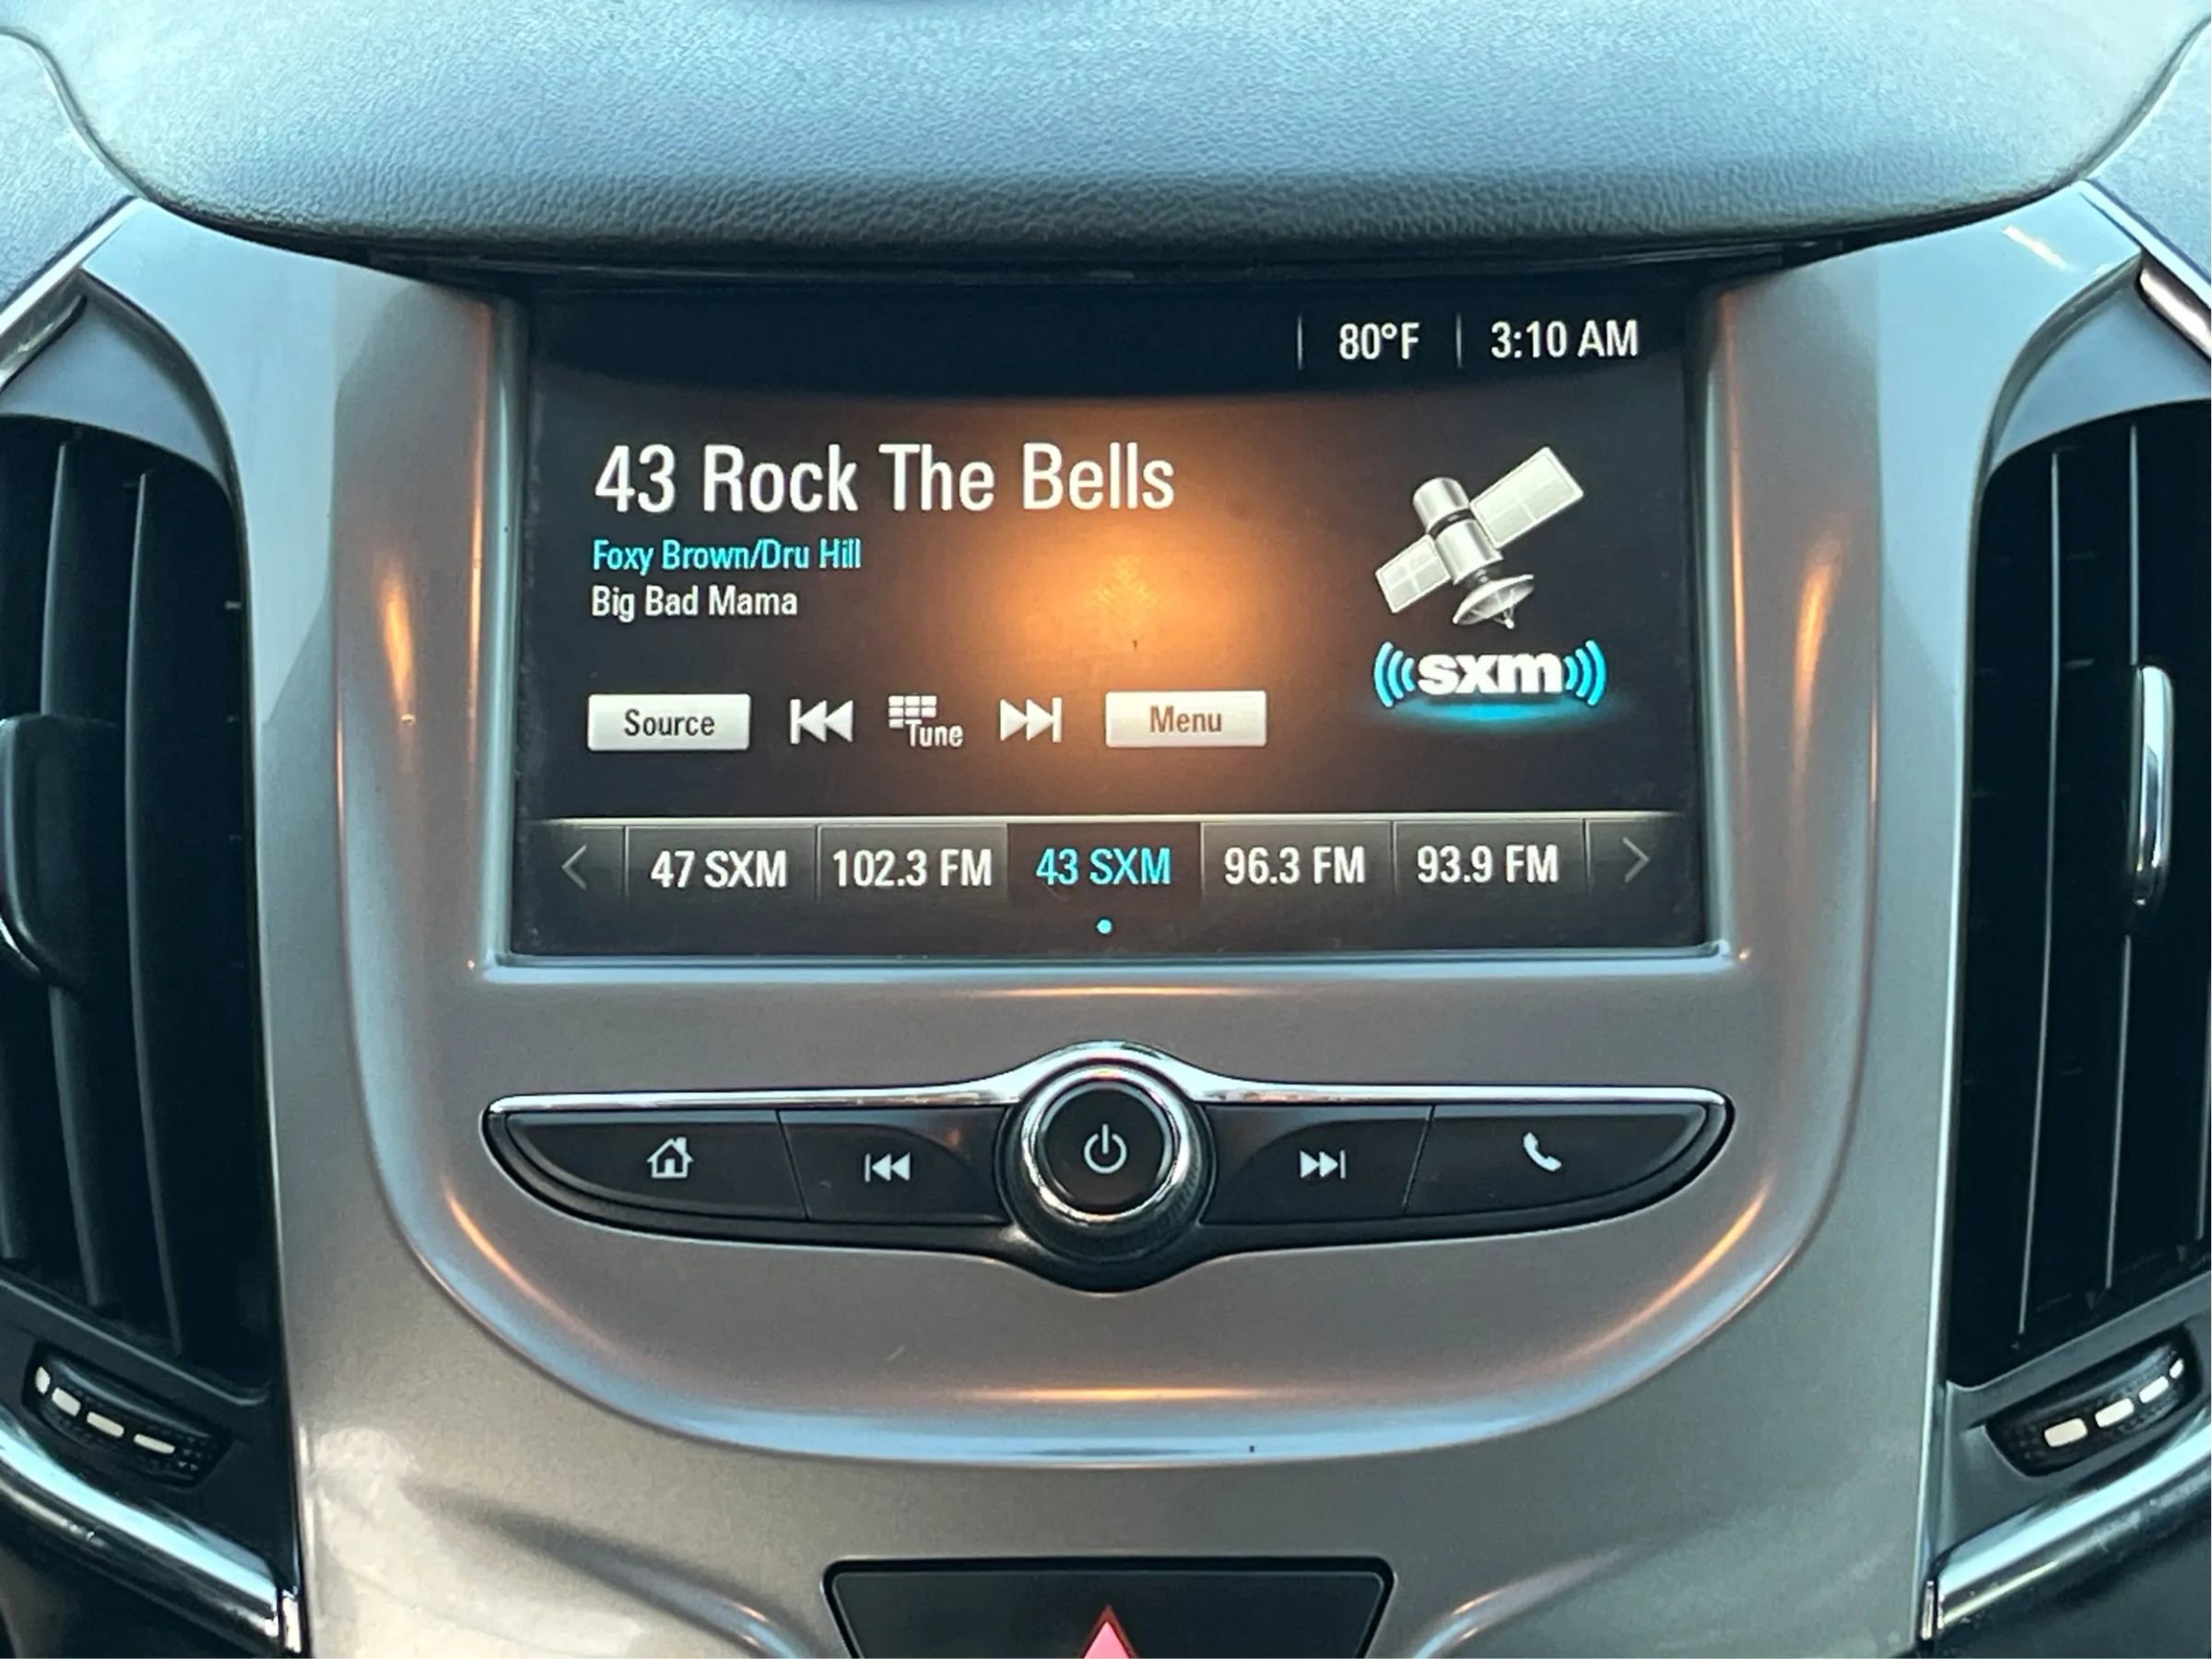 80°F 3:10 AM
43 Rock The Bells
Foxy Brown/Dru Hill
Big Bad Mama
sxm
Source Tune Menu
47 SXM 102.3 FM 43 SXM 96.3 FM 93.9 FM